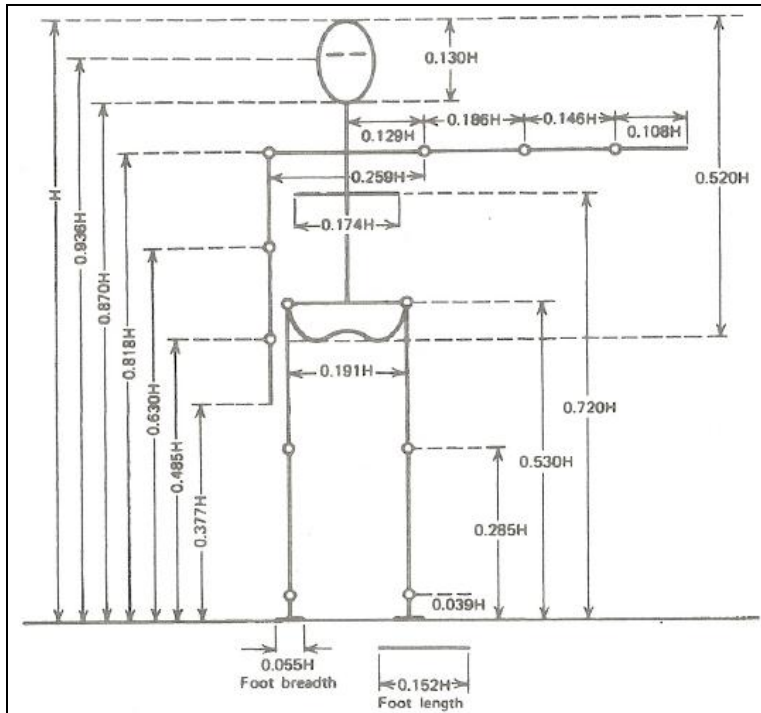 0.130H
0.186H
0.146H
0.108H
0.129H
0.259H
0.520H
0.174H
H
0.936H
0.870H
0.818H
0.630H
0.485H
0.377H
0.191H
0.720H
0.530H
0.285H
0.039H
0.055H
Foot breadth
0.152H
Foot length